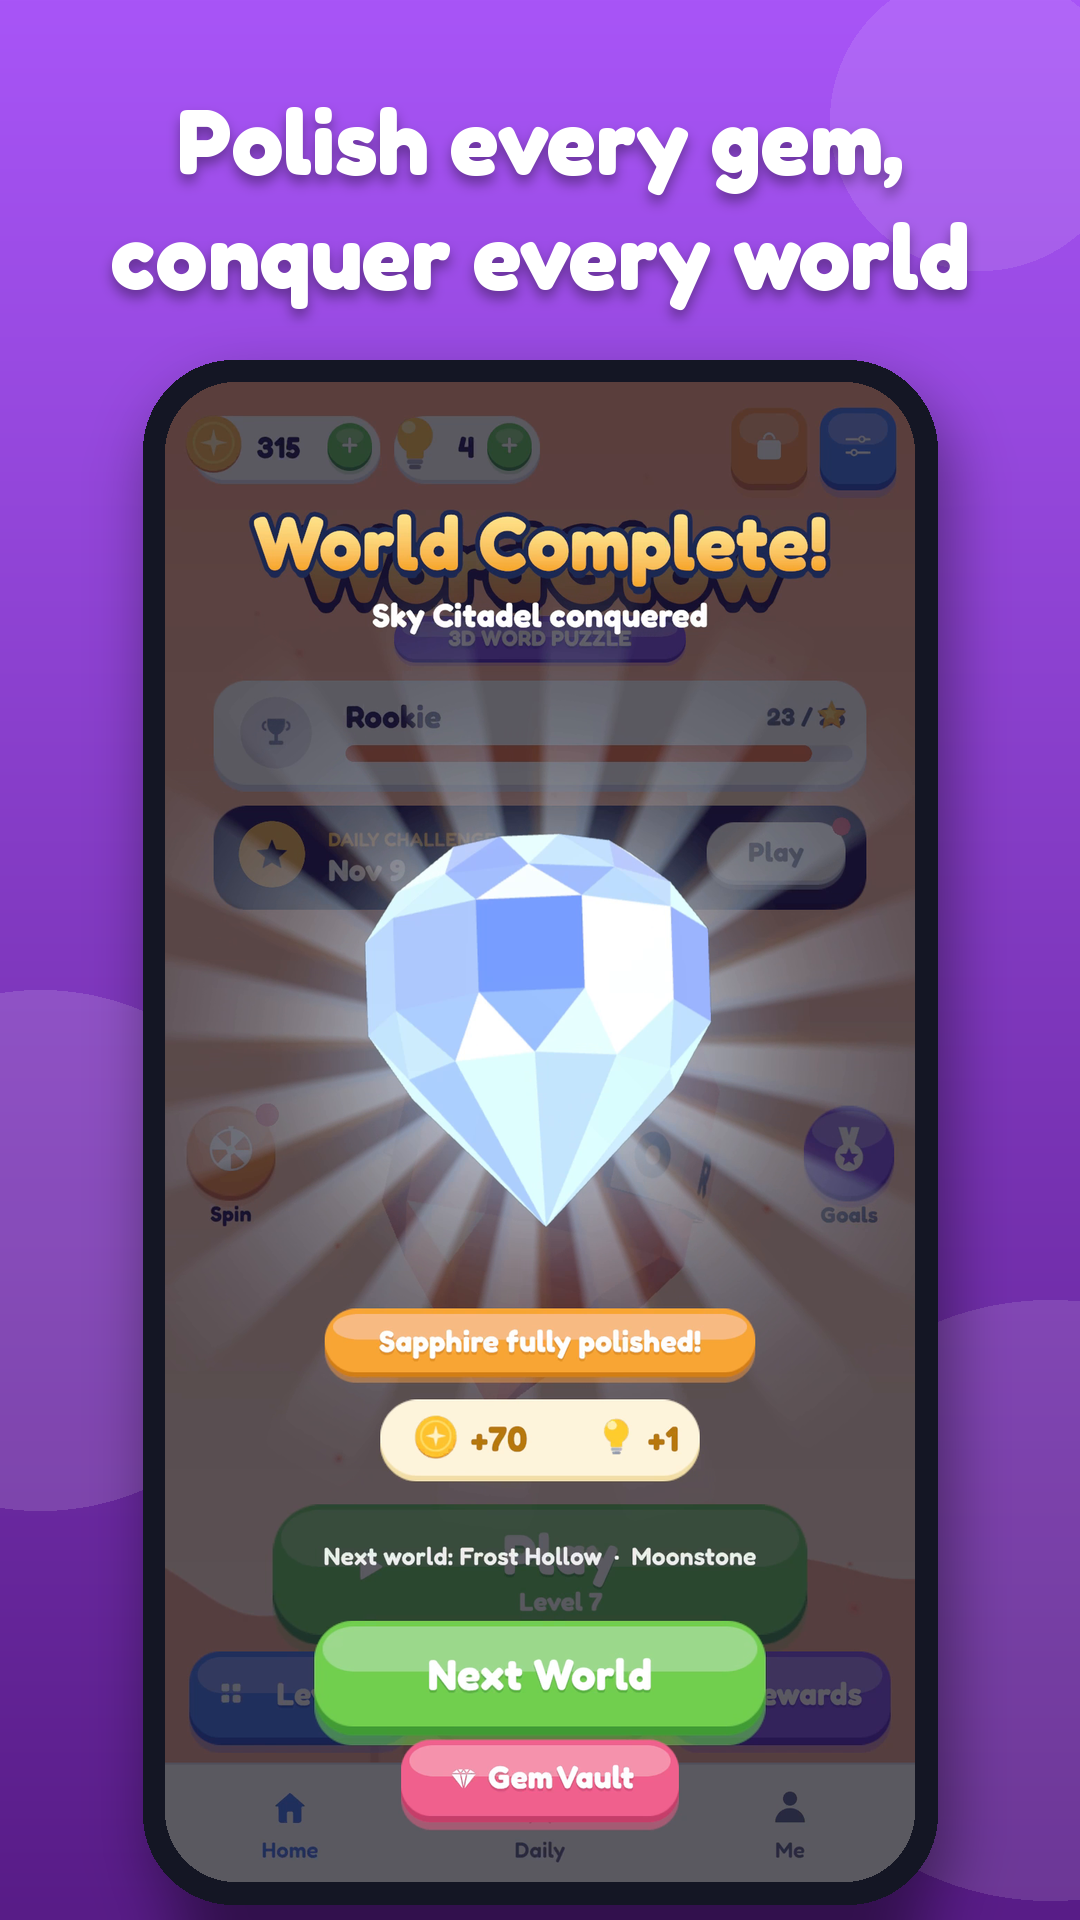 Polish every gem,
conquer every world
315
4
World Complete!
WordGlow
Sky Citadel conquered
3D WORD PUZZLE
Rookie
23 /
DAILY CHALLENGE
Nov 9
Play
O
R
Spin
Goals
Sapphire fully polished!
+70
+1
Play
Next world: Frost Hollow · Moonstone
Level 7
Next World
Gem Vault
Home
Daily
Me